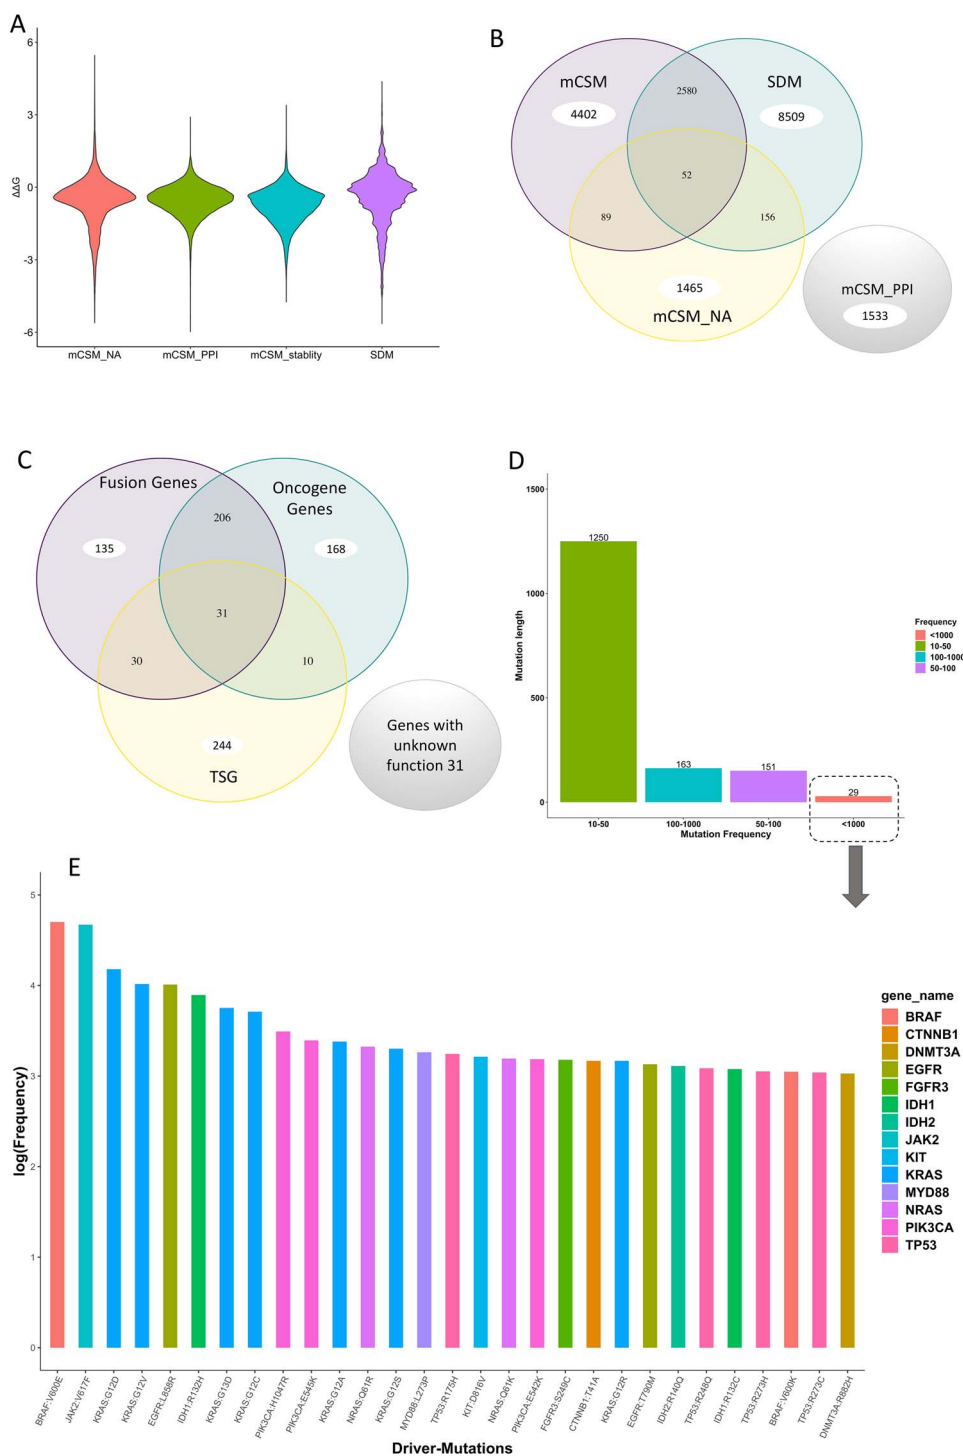 A
6
3
0
-3
-6
ΔΔG
mCSM_NA
mCSM_PPI
mCSM_stablity
SDM
B
mCSM
4402
2580
SDM
8509
52
89
156
1465
mCSM_NA
mCSM_PPI
1533
C
Fusion Genes
Oncogene
Genes
206
135
168
31
30
10
244
TSG
Genes with
unknown
function 31
D
1500
1000
500
0
Mutation length
1250
163
151
29
10-50
100-1000
50-100
<1000
Mutation Frequency
Frequency
<1000
10-50
100-1000
50-100
E
5
4
3
2
1
0
log(Frequency)
BRAF:V600E
JAK2:V617F
KRAS:G12D
KRAS:G12V
EGFR:L858R
IDH1:R132H
KRAS:G13D
KRAS:G12C
PIK3CA:H1047R
PIK3CA:E545K
KRAS:G12A
NRAS:Q61R
KRAS:G12S
MYD88:L273P
TP53:R175H
KIT:D816V
NRAS:Q61K
PIK3CA:E542K
FGFR3:S249C
CTNNB1:T41A
KRAS:G12R
EGFR:T790M
IDH2:R140Q
TP53:R248Q
IDH1:R132C
TP53:R273H
BRAF:V600K
TP53:R273C
DNMT3A:R882H
Driver-Mutations
gene_name
BRAF
CTNNB1
DNMT3A
EGFR
FGFR3
IDH1
IDH2
JAK2
KIT
KRAS
MYD88
NRAS
PIK3CA
TP53